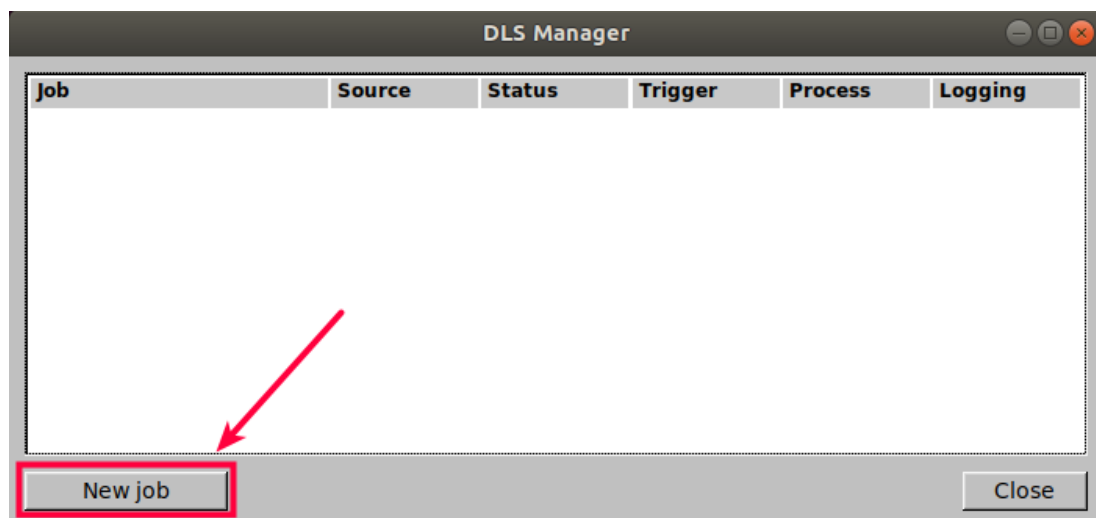 DLS Manager
Job Source Status Trigger Process Logging
New job Close